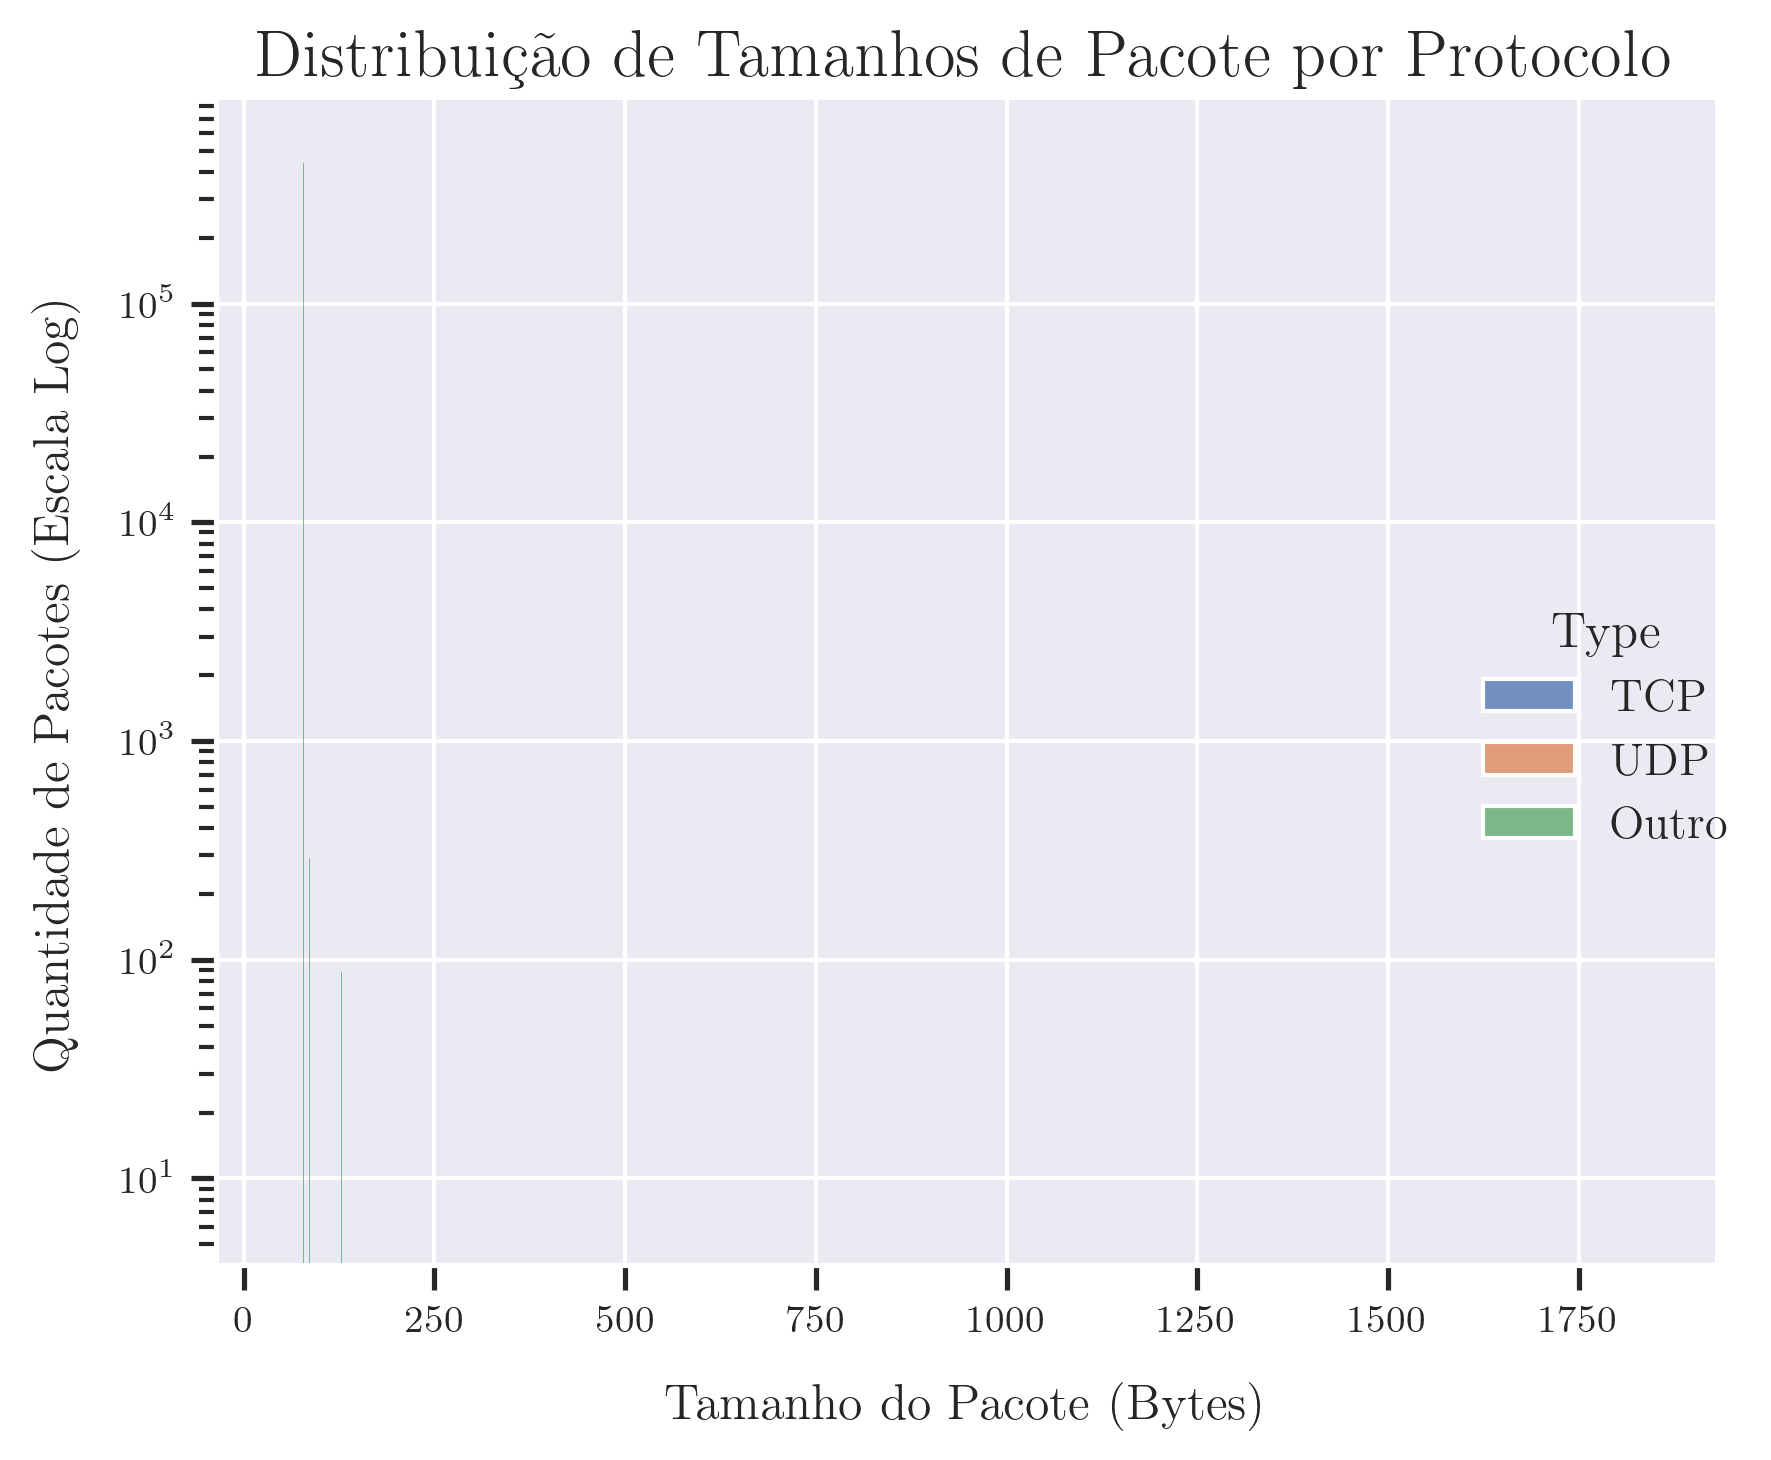 Distribuição de Tamanhos de Pacote por Protocolo
Quantidade de Pacotes (Escala Log)
10^5
10^4
10^3
10^2
10^1
Type
TCP
UDP
Outro
0 250 500 750 1000 1250 1500 1750
Tamanho do Pacote (Bytes)